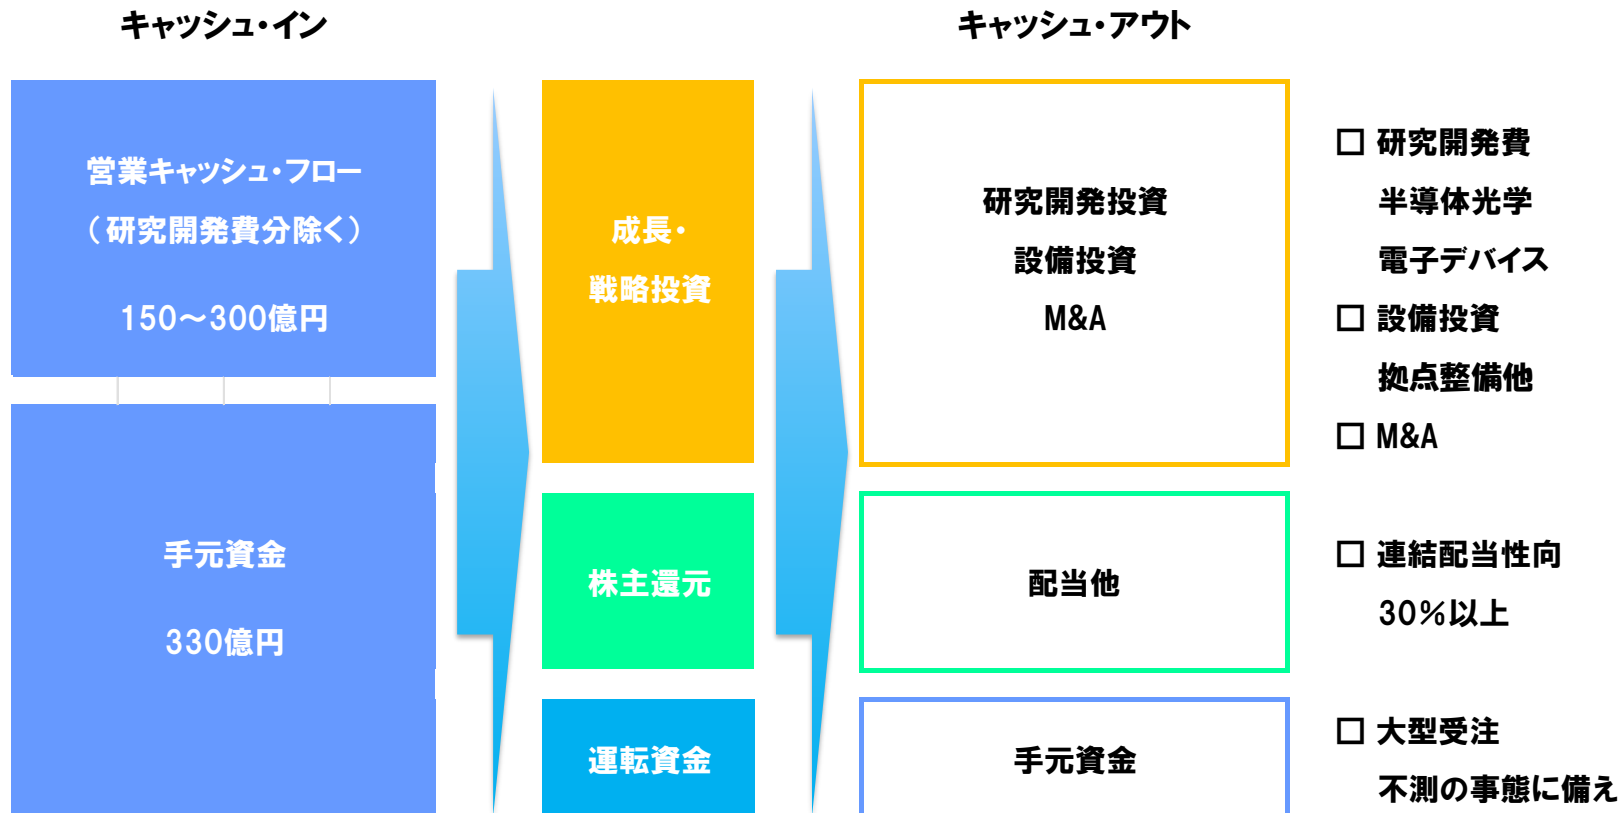 キャッシュ・イン
キャッシュ・アウト
営業キャッシュ・フロー
（研究開発費分除く）
150～300億円
手元資金
330億円
成長・
戦略投資
株主還元
運転資金
研究開発投資
設備投資
M&A
配当他
手元資金
□ 研究開発費
半導体光学
電子デバイス
□ 設備投資
拠点整備他
□ M&A
□ 連結配当性向
30％以上
□ 大型受注
不測の事態に備え